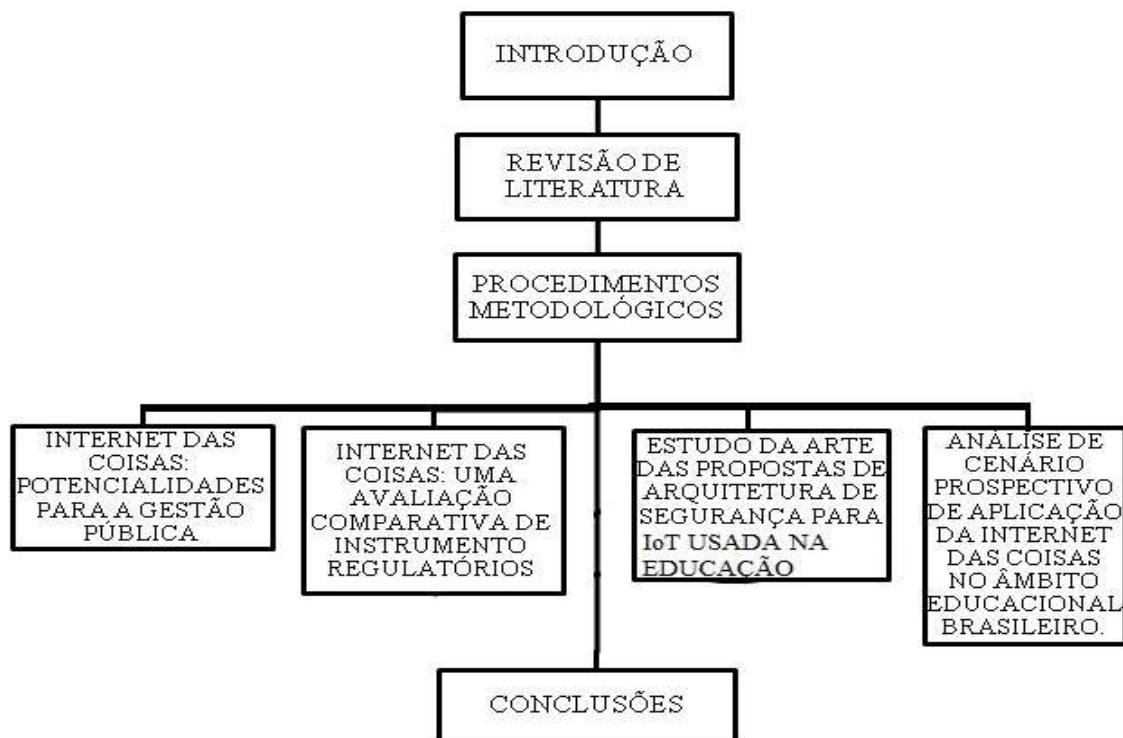 INTRODUÇÃO
REVISÃO DE
LITERATURA
PROCEDIMENTOS
METODOLÓGICOS
INTERNET DAS
COISAS:
POTENCIALIDADES
PARA A GESTÃO
PÚBLICA
INTERNET DAS
COISAS: UMA
AVALIAÇÃO
COMPARATIVA DE
INSTRUMENTO
REGULATÓRIOS
ESTUDO DA ARTE
DAS PROPOSTAS DE
ARQUITETURA DE
SEGURANÇA PARA
IoT USADA NA
EDUCAÇÃO
ANÁLISE DE
CENÁRIO
PROSPECTIVO
DE APLICAÇÃO
DA INTERNET
DAS COISAS
NO ÂMBITO
EDUCACIONAL
BRASILEIRO.
CONCLUSÕES